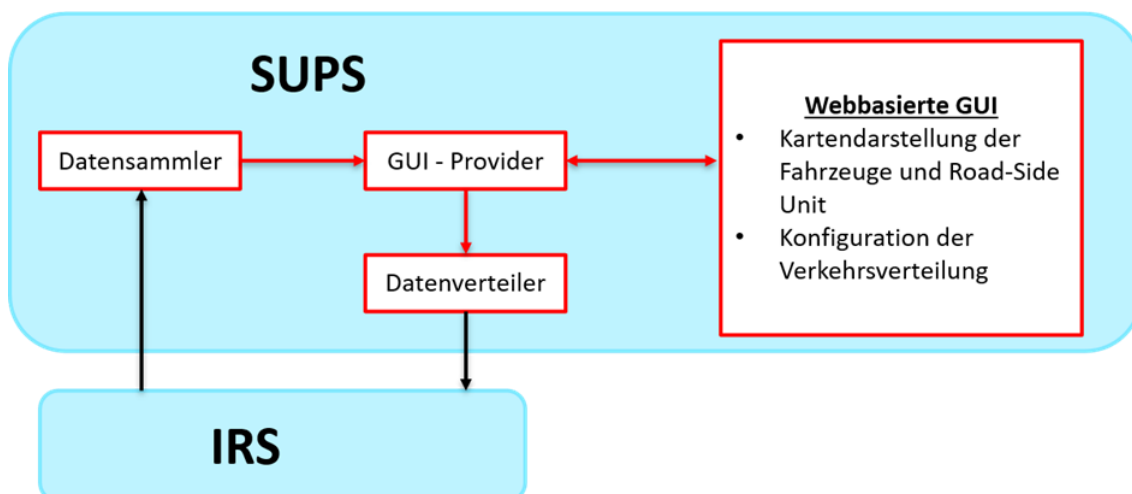 SUPS
Datensammler
GUI - Provider
Datenverteiler
Webbasierte GUI
• Kartendarstellung der
Fahrzeuge und Road-Side
Unit
• Konfiguration der
Verkehrsverteilung
IRS